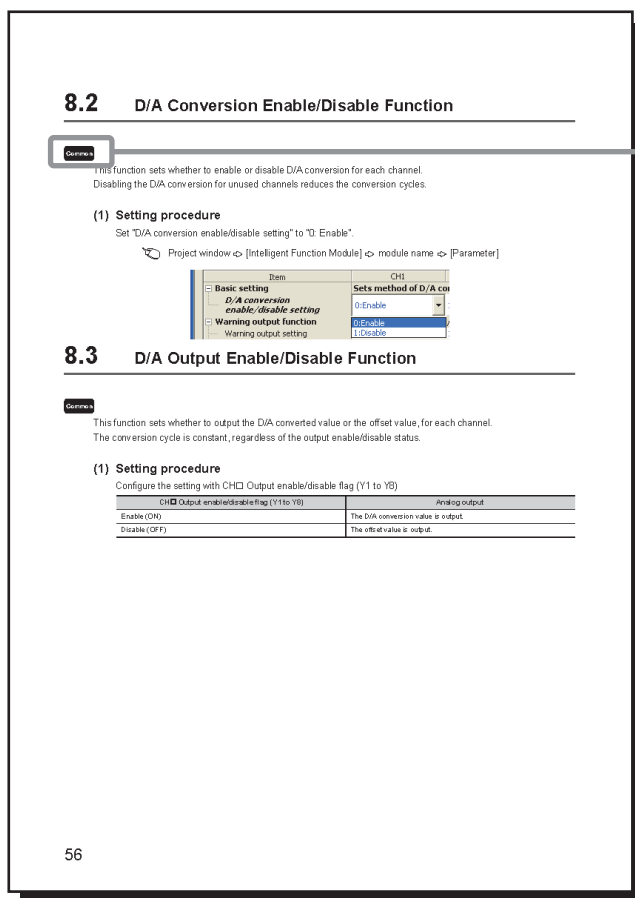 8.2 D/A Conversion Enable/Disable Function
Common
This function sets whether to enable or disable D/A conversion for each channel.
Disabling the D/A conversion for unused channels reduces the conversion cycles.
(1) Setting procedure
Set "D/A conversion enable/disable setting" to "0: Enable".
Project window ⇨ [Intelligent Function Module] ⇨ module name ⇨ [Parameter]
Item CH1
Basic setting Sets method of D/A co
D/A conversion
enable/disable setting 0:Enable
Warning output function 0:Enable
Warning output setting 1:Disable
8.3 D/A Output Enable/Disable Function
Common
This function sets whether to output the D/A converted value or the offset value, for each channel.
The conversion cycle is constant, regardless of the output enable/disable status.
(1) Setting procedure
Configure the setting with CH□ Output enable/disable flag (Y1 to Y8)
CH□ Output enable/disable flag (Y1 to Y8) Analog output
Enable (ON) The D/A conversion value is output.
Disable (OFF) The offset value is output.
56